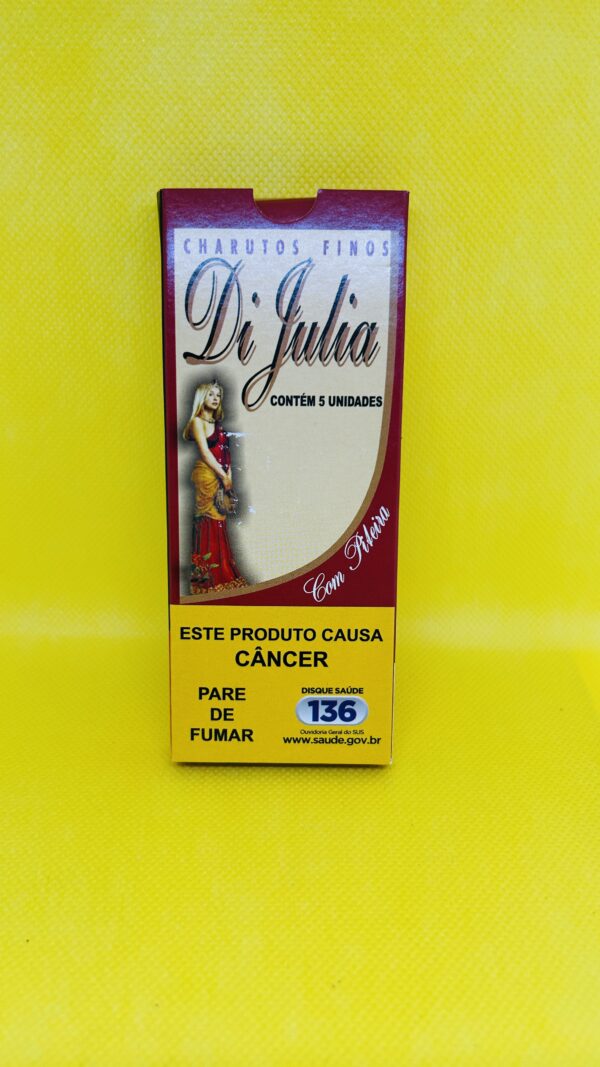 CHARUTOS FINOS
Di Julia
CONTÉM 5 UNIDADES
Com Piteira
ESTE PRODUTO CAUSA
CÂNCER
PARE
DE
FUMAR
DISQUE SAÚDE
136
Ouvidoria Geral do SUS
www.saude.gov.br